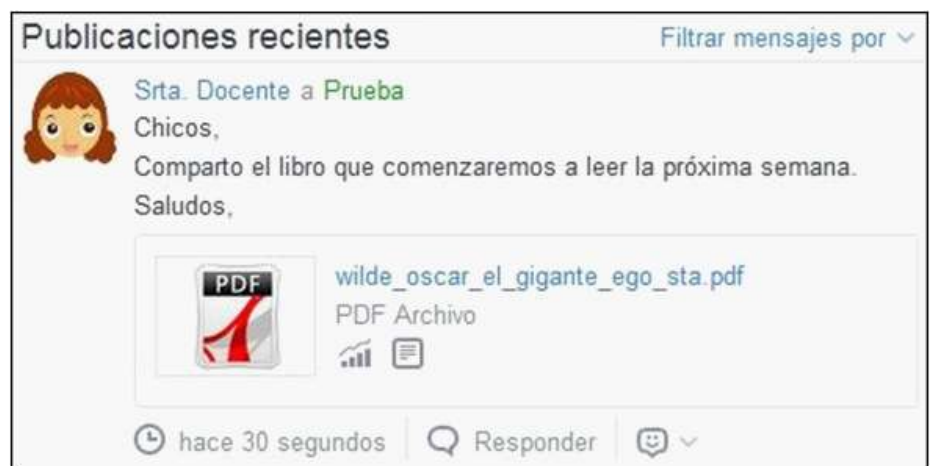 Publicaciones recientes
Filtrar mensajes por
Srta. Docente a Prueba
Chicos,
Comparto el libro que comenzaremos a leer la próxima semana.
Saludos,
PDF
wilde_oscar_el_gigante_ego_sta.pdf
PDF Archivo
hace 30 segundos
Responder